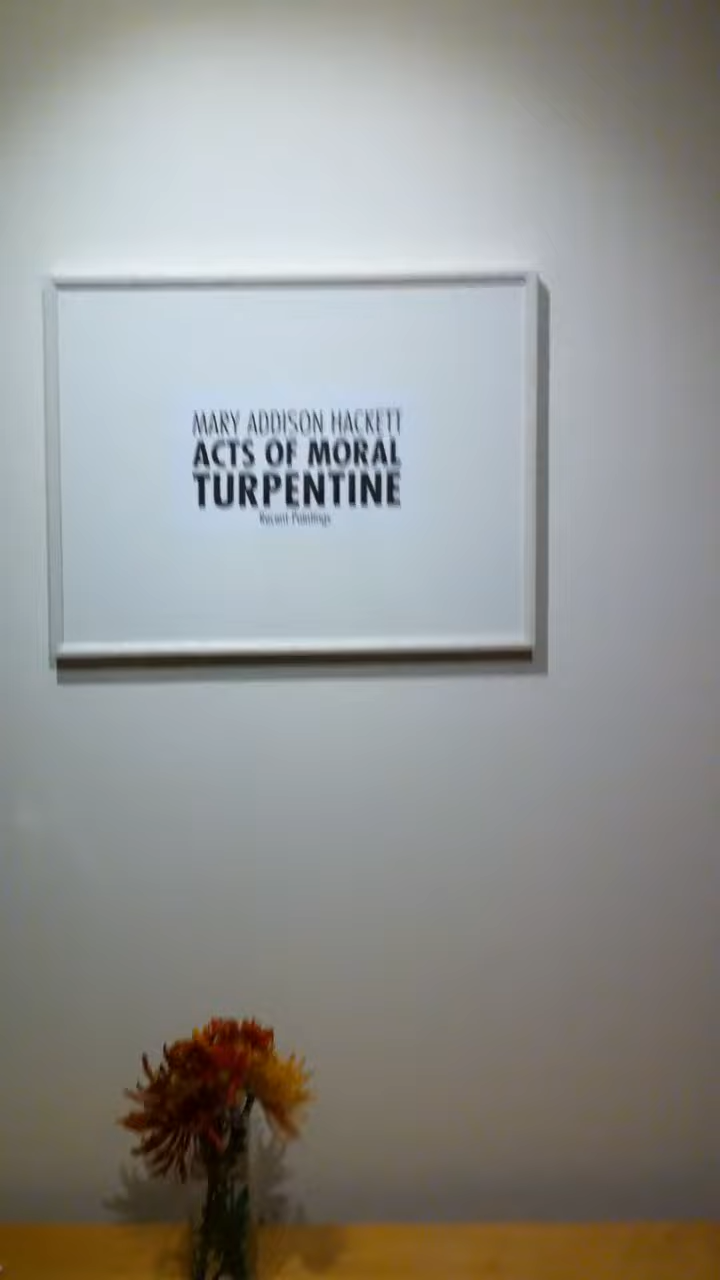 MARY ADDISON HACKETT
ACTS OF MORAL
TURPENTINE
Recent Paintings